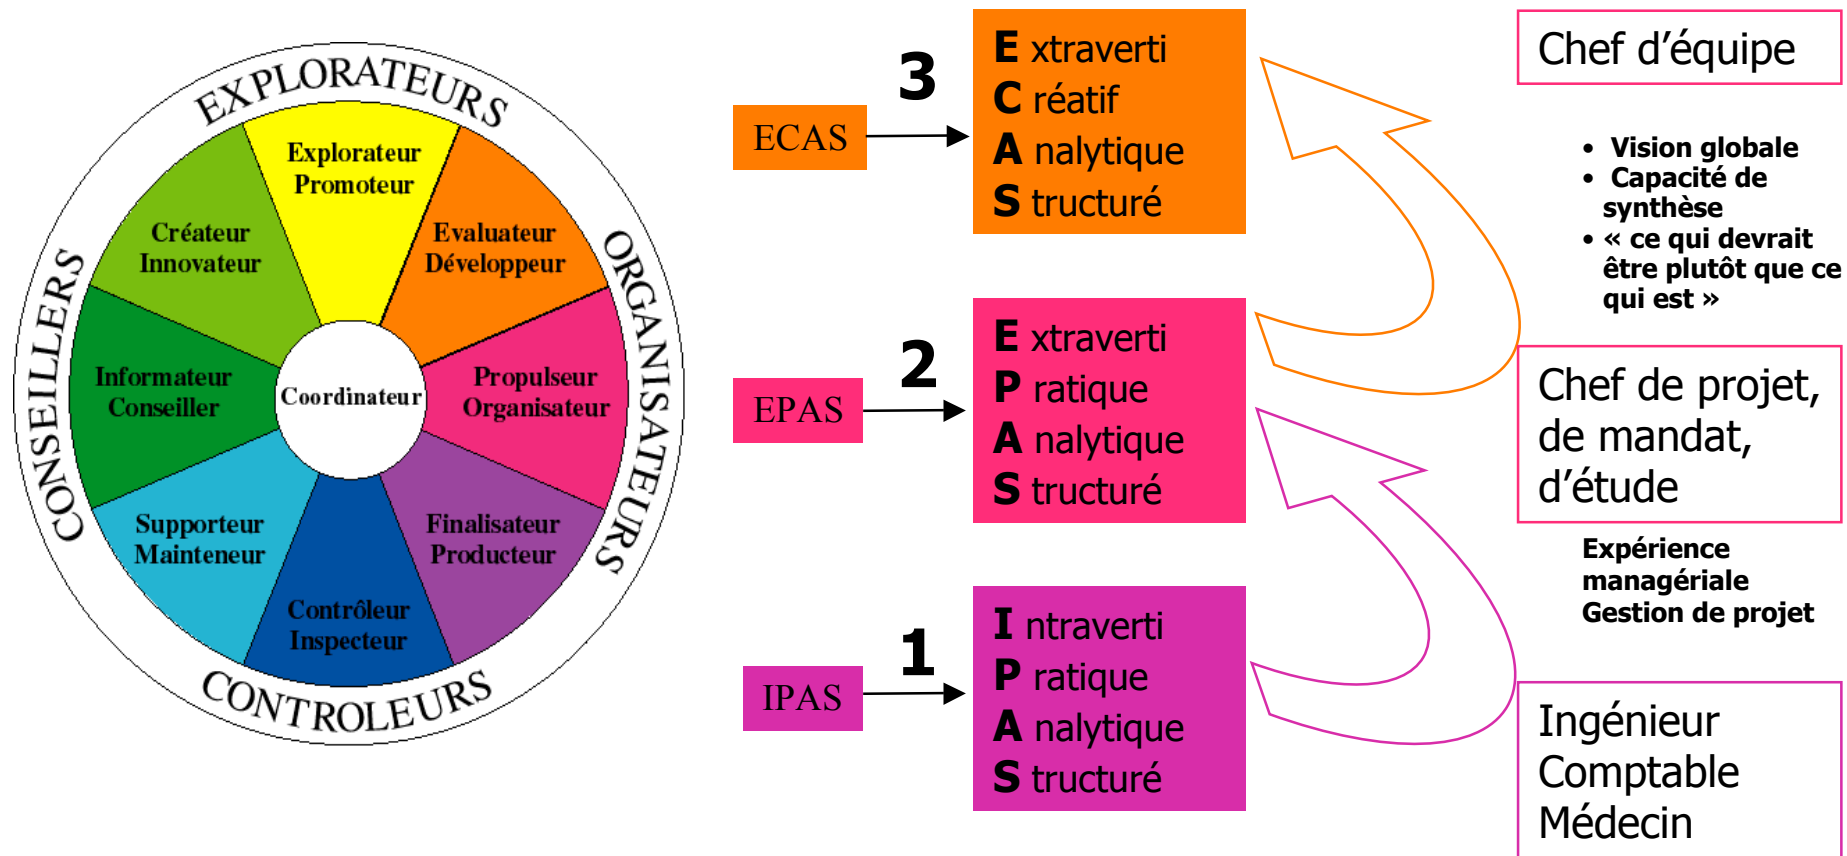 EXPLORATEURS
ORGANISATEURS
CONTROLEURS
CONSEILLERS
Explorateur
Promoteur
Evaluateur
Développeur
Propulseur
Organisateur
Finalisateur
Producteur
Contrôleur
Inspecteur
Supporteur
Mainteneur
Informateur
Conseiller
Créateur
Innovateur
Coordinateur
ECAS
3
E xtraverti
C réatif
A nalytique
S tructuré
EPAS
2
E xtraverti
P ratique
A nalytique
S tructuré
IPAS
1
I ntraverti
P ratique
A nalytique
S tructuré
Chef d’équipe
• Vision globale
• Capacité de
synthèse
• « ce qui devrait
être plutôt que ce
qui est »
Chef de projet,
de mandat,
d’étude
Expérience
managériale
Gestion de projet
Ingénieur
Comptable
Médecin